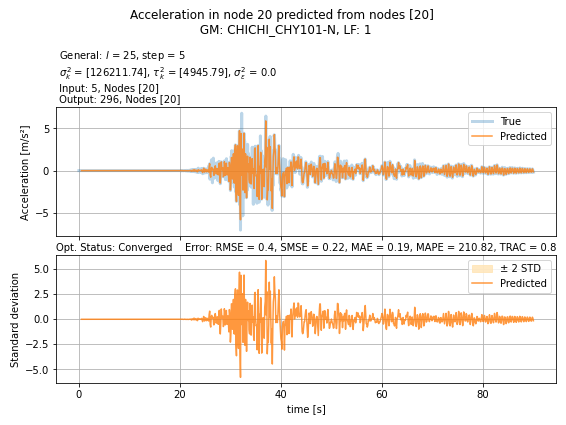 Acceleration in node 20 predicted from nodes [20]
GM: CHICHI_CHY101-N, LF: 1
General: l = 25, step = 5
σ²ₖ = [126211.74], τ²ₖ = [4945.79], σ²ε = 0.0
Input: 5, Nodes [20]
Output: 296, Nodes [20]
Acceleration [m/s²]
5
0
−5
True
Predicted
Opt. Status: Converged Error: RMSE = 0.4, SMSE = 0.22, MAE = 0.19, MAPE = 210.82, TRAC = 0.8
Standard deviation
5.0
2.5
0.0
−2.5
−5.0
± 2 STD
Predicted
0 20 40 60 80
time [s]